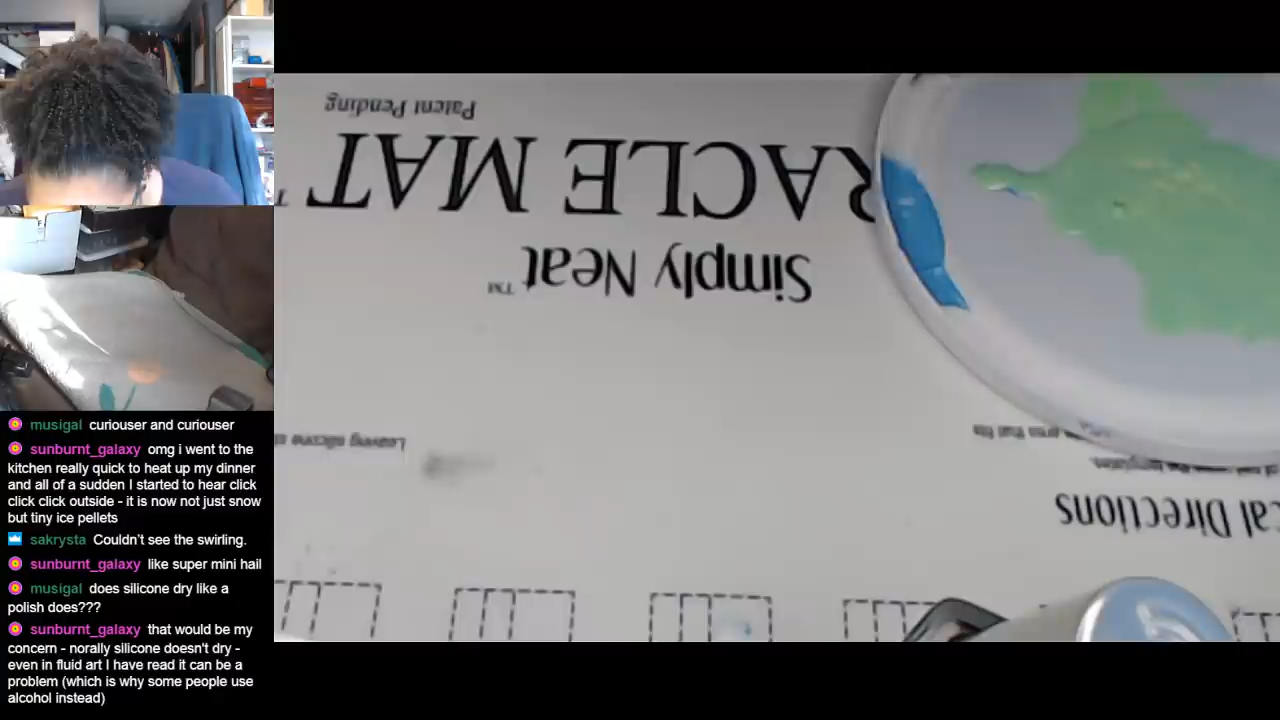 Patent Pending
RACLE MAT
Simply Neat™
Leaving silicone
cal Directions
musigal curiouser and curiouser
sunburnt_galaxy omg i went to the
kitchen really quick to heat up my dinner
and all of a sudden I started to hear click
click click outside - it is now not just snow
but tiny ice pellets
sakrysta Couldn't see the swirling.
sunburnt_galaxy like super mini hail
musigal does silicone dry like a
polish does???
sunburnt_galaxy that would be my
concern - norally silicone doesn't dry -
even in fluid art I have read it can be a
problem (which is why some people use
alcohol instead)